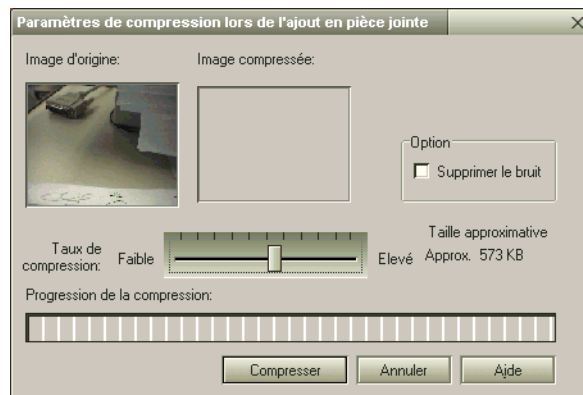 Paramètres de compression lors de l'ajout en pièce jointe
Image d'origine:
Image compressée:
Option
Supprimer le bruit
Taux de compression:
Faible
Elevé
Taille approximative
Approx. 573 KB
Progression de la compression:
Compresser
Annuler
Aide